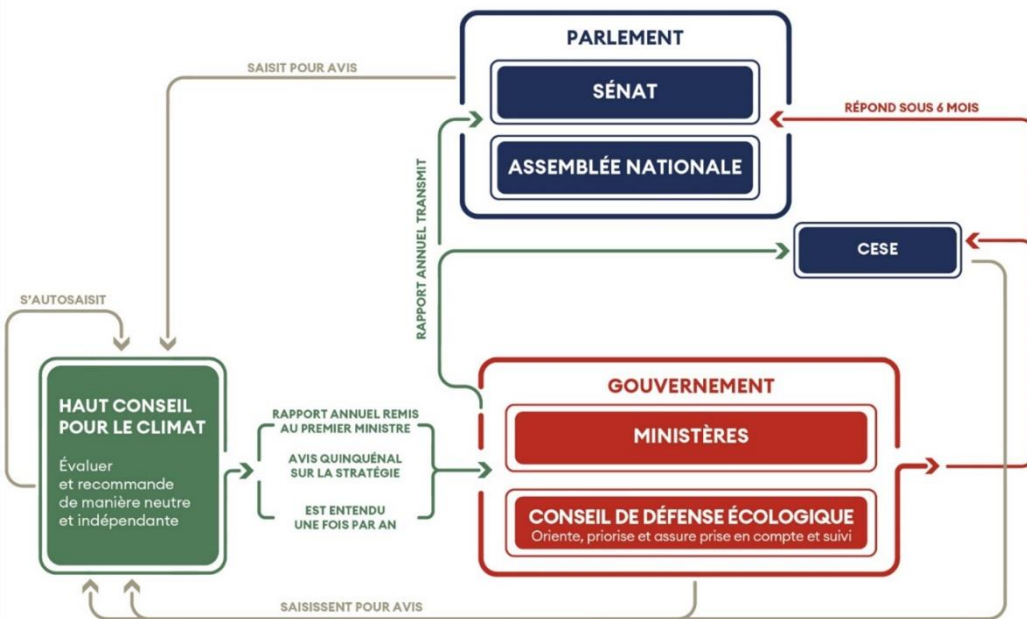 PARLEMENT
SAISIT POUR AVIS
SÉNAT
RÉPOND SOUS 6 MOIS
ASSEMBLÉE NATIONALE
RAPPORT ANNUEL TRANSMIT
CESE
S'AUTOSAISIT
GOUVERNEMENT
HAUT CONSEIL
POUR LE CLIMAT
Évaluer
et recommande
de manière neutre
et indépendante
RAPPORT ANNUEL REMIS
AU PREMIER MINISTRE
AVIS QUINQUÉNAL
SUR LA STRATÉGIE
EST ENTENDU
UNE FOIS PAR AN
MINISTÈRES
CONSEIL DE DÉFENSE ÉCOLOGIQUE
Oriente, priorise et assure prise en compte et suivi
SAISISSENT POUR AVIS